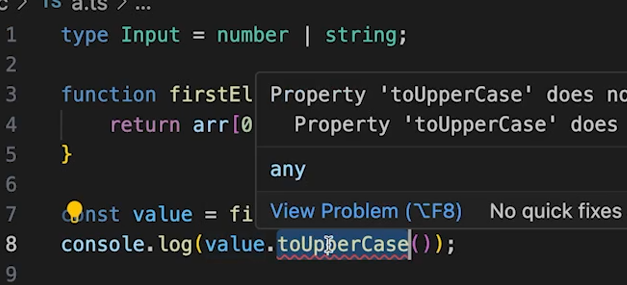 TS a.ts > ...
1 type Input = number | string;
2
3 function firstEl
Property 'toUpperCase' does no
4 return arr[0
Property 'toUpperCase' does
5 }
any
6
View Problem (⌥F8) No quick fixes
7 const value = fi
8 console.log(value.toUpperCase());
9